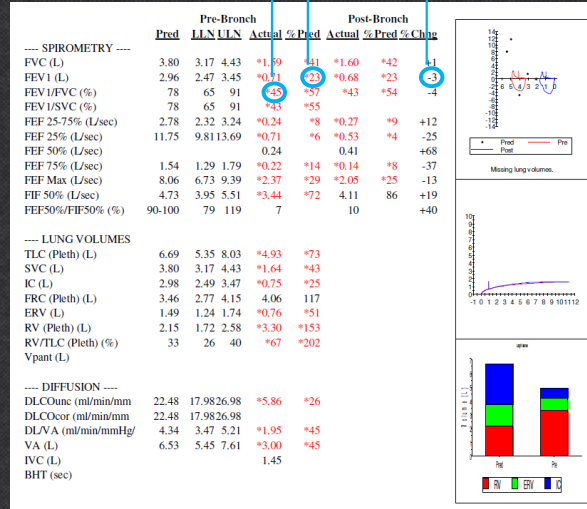 Pre-Bronch Post-Bronch
Pred LLN ULN Actual %Pred Actual %Pred %Chng
---- SPIROMETRY ----
FVC (L) 3.80 3.17 4.43 *1.59 *41 *1.60 *42 +1
FEV1 (L) 2.96 2.47 3.45 *0.71 *23 *0.68 *23 -3
FEV1/FVC (%) 78 65 91 *45 *57 *43 *54 -4
FEV1/SVC (%) 78 65 91 *43 *55
FEF 25-75% (L/sec) 2.78 2.32 3.24 *0.24 *8 *0.27 *9 +12
FEF 25% (L/sec) 11.75 9.81 13.69 *0.71 *6 *0.53 *4 -25
FEF 50% (L/sec) 0.24 0.41 +68
FEF 75% (L/sec) 1.54 1.29 1.79 *0.22 *14 *0.14 *8 -37
FEF Max (L/sec) 8.06 6.73 9.39 *2.37 *29 *2.05 *25 -13
FIF 50% (L/sec) 4.73 3.95 5.51 *3.44 *72 4.11 86 +19
FEF50%/FIF50% (%) 90-100 79 119 7 10 +40
---- LUNG VOLUMES
TLC (Pleth) (L) 6.69 5.35 8.03 *4.93 *73
SVC (L) 3.80 3.17 4.43 *1.64 *43
IC (L) 2.98 2.49 3.47 *0.75 *25
FRC (Pleth) (L) 3.46 2.77 4.15 4.06 117
ERV (L) 1.49 1.24 1.74 *0.76 *51
RV (Pleth) (L) 2.15 1.72 2.58 *3.30 *153
RV/TLC (Pleth) (%) 33 26 40 *67 *202
Vpant (L)
---- DIFFUSION ----
DLCOunc (ml/min/mm 22.48 17.98 26.98 *5.86 *26
DLCOcor (ml/min/mm 22.48 17.98 26.98
DL/VA (ml/min/mmHg/ 4.34 3.47 5.21 *1.95 *45
VA (L) 6.53 5.45 7.61 *3.00 *45
IVC (L) 1.45
BHT (sec)
Pred Pre
Post
Missing lung volumes.
10
-1 0 1 2 3 4 5 6 7 8 9 10 11 12
Pred Pre
RV ERV IC